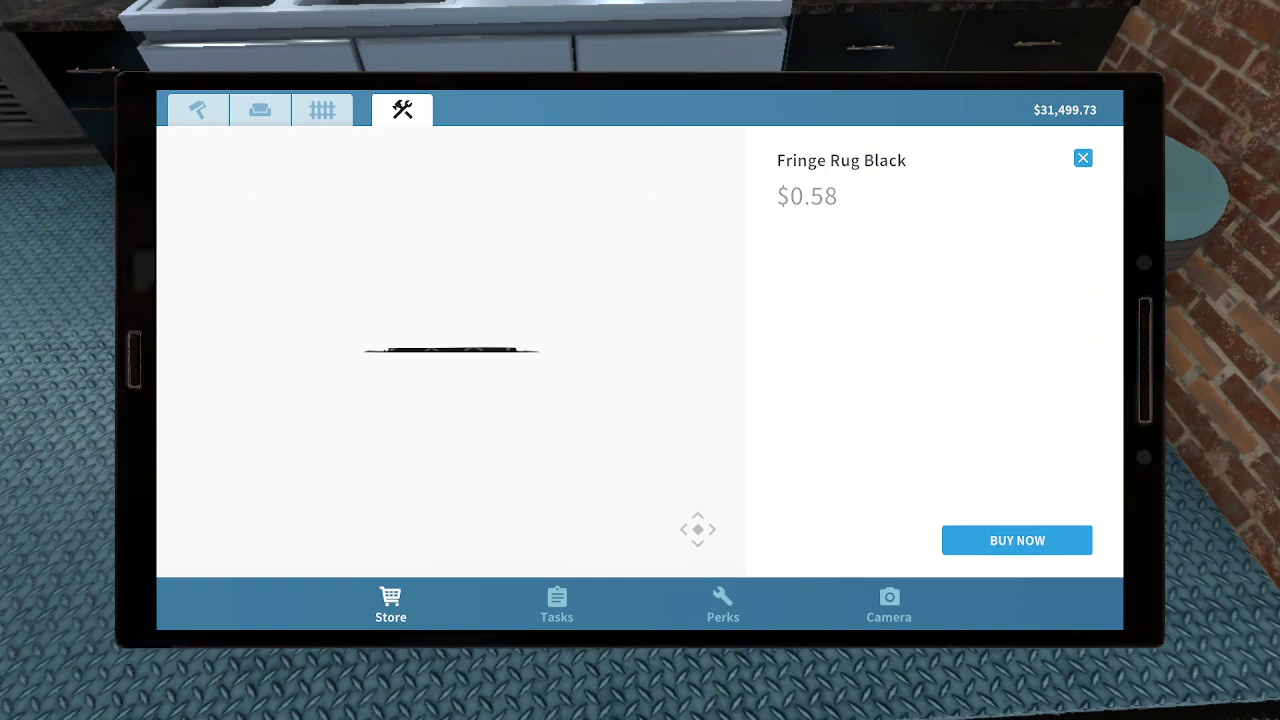 $31,499.73
Fringe Rug Black
$0.58
BUY NOW
Store
Tasks
Perks
Camera